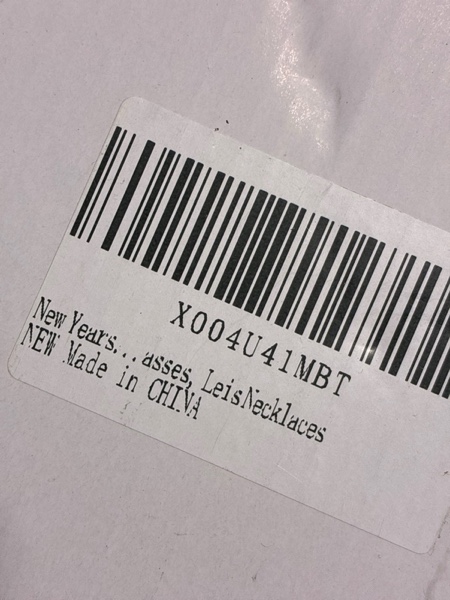 X004U41MBT
New Years...asses, LeisNecklaces
NEW Made in CHINA